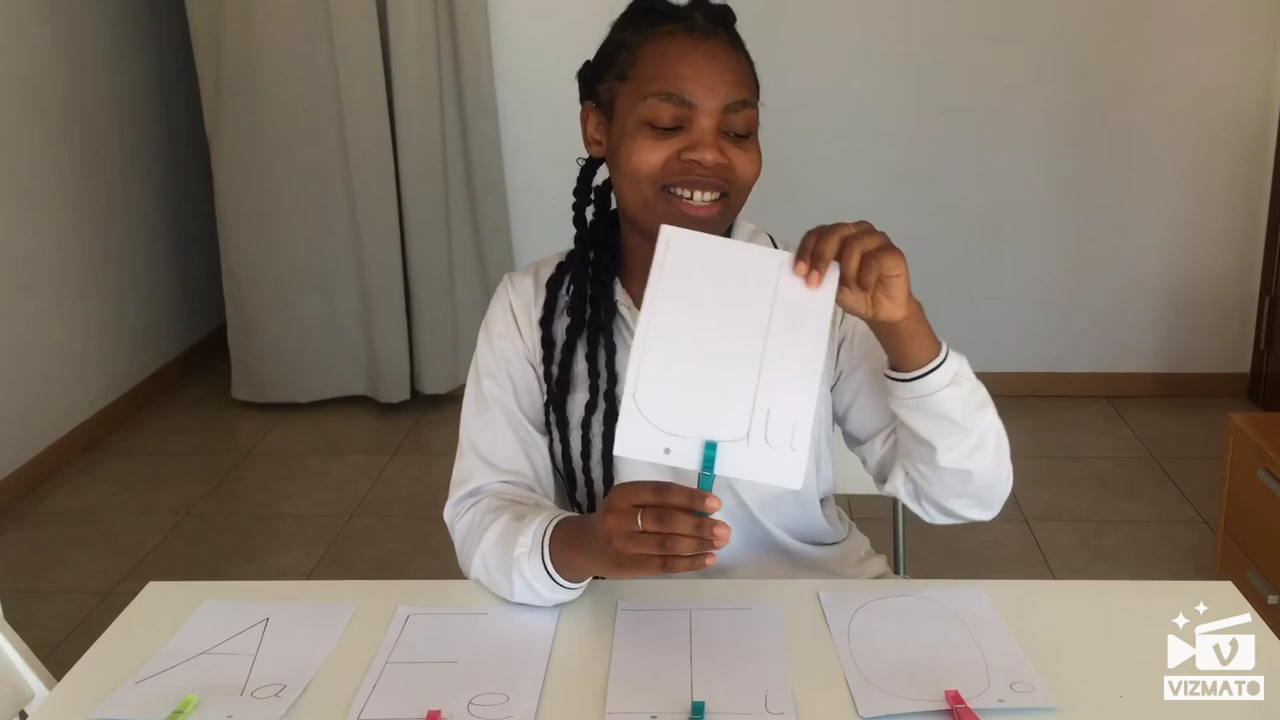 U u
A a
E e
I i
O o
VIZMATO